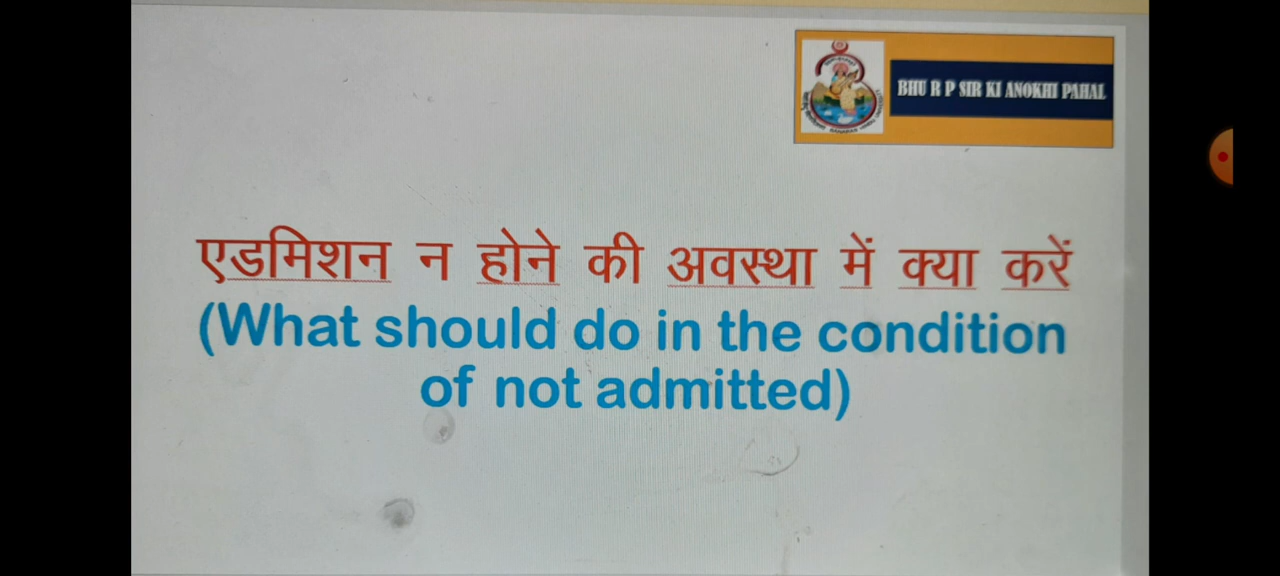 BHU R P SIR KI ANOKHI PAHAL
एडमिशन न होने की अवस्था में क्या करें
(What should do in the condition
of not admitted)